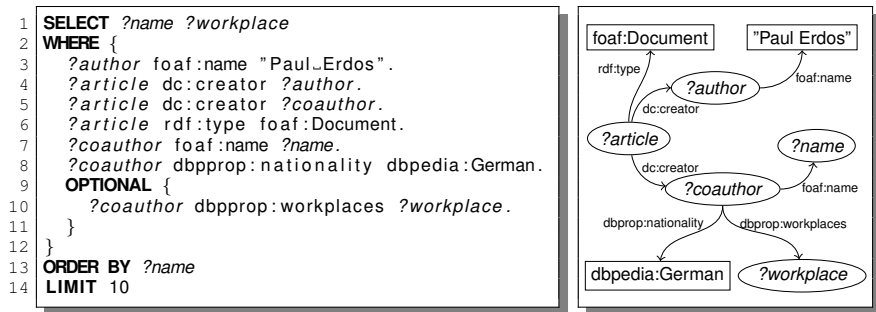 1 SELECT ?name ?workplace
2 WHERE {
3 ?author foaf:name "Paul␣Erdos".
4 ?article dc:creator ?author.
5 ?article dc:creator ?coauthor.
6 ?article rdf:type foaf:Document.
7 ?coauthor foaf:name ?name.
8 ?coauthor dbpprop:nationality dbpedia:German.
9 OPTIONAL {
10 ?coauthor dbpprop:workplaces ?workplace.
11 }
12 }
13 ORDER BY ?name
14 LIMIT 10
foaf:Document
"Paul Erdos"
rdf:type
foaf:name
?author
dc:creator
?article
?name
dc:creator
?coauthor
foaf:name
dbprop:nationality
dbprop:workplaces
dbpedia:German
?workplace